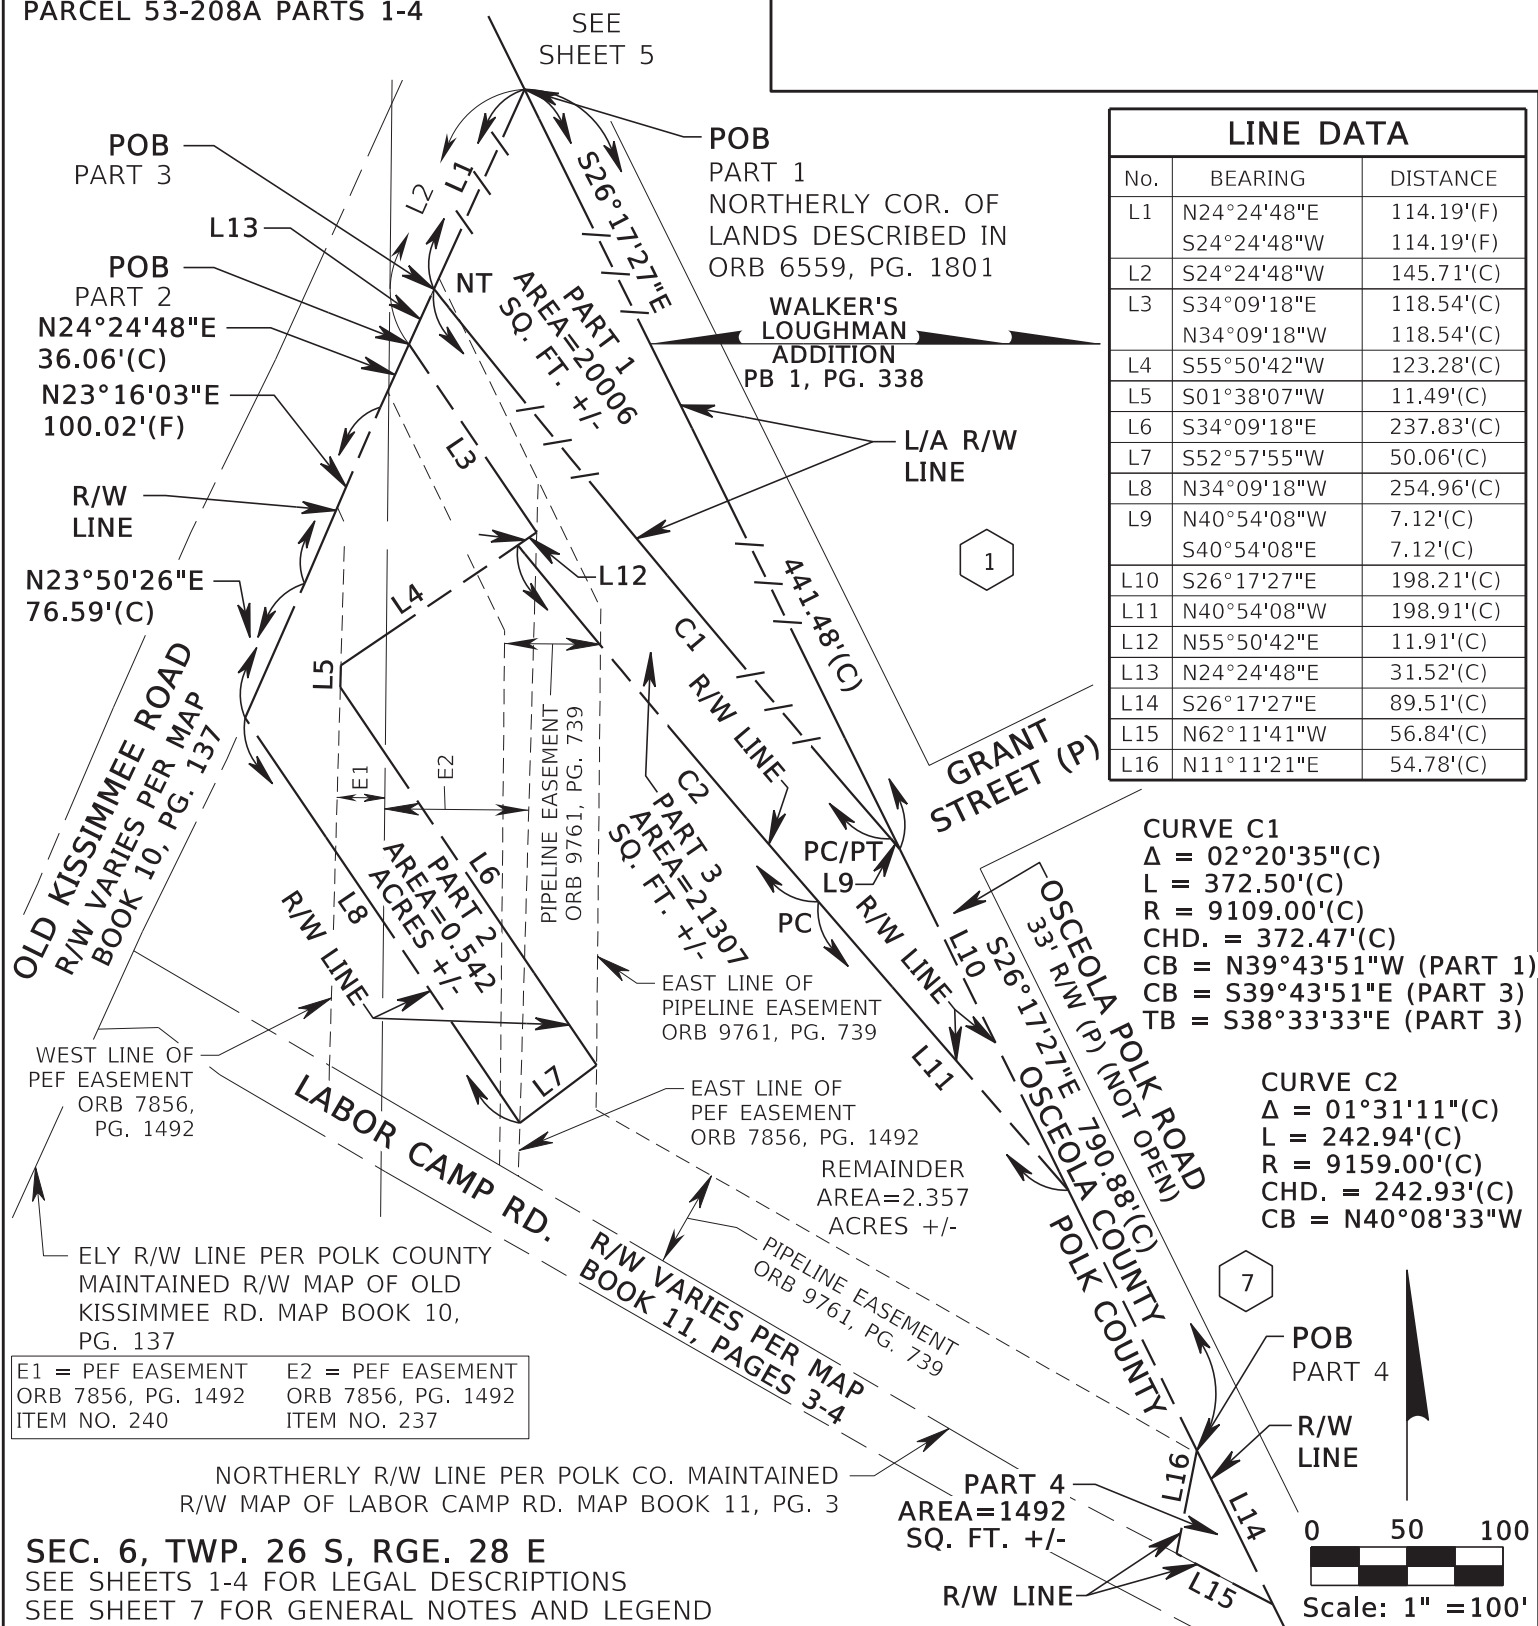 PARCEL 53-208A PARTS 1-4
SEE
SHEET 5
POB
PART 3
L13
POB
PART 2
N24°24'48"E
36.06'(C)
N23°16'03"E
100.02'(F)
R/W
LINE
N23°50'26"E
76.59'(C)
L2
L1
NT
S26°17'27"E
441.48'(C)
POB
PART 1
NORTHERLY COR. OF
LANDS DESCRIBED IN
ORB 6559, PG. 1801
WALKER'S
LOUGHMAN
ADDITION
PB 1, PG. 338
PART 1
AREA=20006
SQ. FT. +/-
L/A R/W
LINE
1
L3
L12
L4
L5
C1
R/W LINE
C2
PART 3
AREA=21307
SQ. FT. +/-
OLD KISSIMMEE ROAD
R/W VARIES PER MAP
BOOK 10, PG. 137
E1
E2
PIPELINE EASEMENT
ORB 9761, PG. 739
L6
PART 2
AREA=0.542
ACRES +/-
L8
R/W LINE
L7
GRANT
STREET (P)
PC/PT
L9
PC
R/W LINE
L10
L11
S26°17'27"E 790.88'(C)
OSCEOLA POLK ROAD
33' R/W (P) (NOT OPEN)
OSCEOLA COUNTY
POLK COUNTY
LINE DATA
No. BEARING DISTANCE
L1 N24°24'48"E 114.19'(F)
S24°24'48"W 114.19'(F)
L2 S24°24'48"W 145.71'(C)
L3 S34°09'18"E 118.54'(C)
N34°09'18"W 118.54'(C)
L4 S55°50'42"W 123.28'(C)
L5 S01°38'07"W 11.49'(C)
L6 S34°09'18"E 237.83'(C)
L7 S52°57'55"W 50.06'(C)
L8 N34°09'18"W 254.96'(C)
L9 N40°54'08"W 7.12'(C)
S40°54'08"E 7.12'(C)
L10 S26°17'27"E 198.21'(C)
L11 N40°54'08"W 198.91'(C)
L12 N55°50'42"E 11.91'(C)
L13 N24°24'48"E 31.52'(C)
L14 S26°17'27"E 89.51'(C)
L15 N62°11'41"W 56.84'(C)
L16 N11°11'21"E 54.78'(C)
CURVE C1
Δ = 02°20'35"(C)
L = 372.50'(C)
R = 9109.00'(C)
CHD. = 372.47'(C)
CB = N39°43'51"W (PART 1)
CB = S39°43'51"E (PART 3)
TB = S38°33'33"E (PART 3)
CURVE C2
Δ = 01°31'11"(C)
L = 242.94'(C)
R = 9159.00'(C)
CHD. = 242.93'(C)
CB = N40°08'33"W
EAST LINE OF
PIPELINE EASEMENT
ORB 9761, PG. 739
WEST LINE OF
PEF EASEMENT
ORB 7856,
PG. 1492
EAST LINE OF
PEF EASEMENT
ORB 7856, PG. 1492
REMAINDER
AREA=2.357
ACRES +/-
LABOR CAMP RD.
R/W VARIES PER MAP
BOOK 11, PAGES 3-4
PIPELINE EASEMENT
ORB 9761, PG. 739
7
ELY R/W LINE PER POLK COUNTY
MAINTAINED R/W MAP OF OLD
KISSIMMEE RD. MAP BOOK 10,
PG. 137
E1 = PEF EASEMENT
ORB 7856, PG. 1492
ITEM NO. 240
E2 = PEF EASEMENT
ORB 7856, PG. 1492
ITEM NO. 237
POB
PART 4
R/W
LINE
NORTHERLY R/W LINE PER POLK CO. MAINTAINED
R/W MAP OF LABOR CAMP RD. MAP BOOK 11, PG. 3
PART 4
AREA=1492
SQ. FT. +/-
R/W LINE
L16
L14
L15
SEC. 6, TWP. 26 S, RGE. 28 E
SEE SHEETS 1-4 FOR LEGAL DESCRIPTIONS
SEE SHEET 7 FOR GENERAL NOTES AND LEGEND
0 50 100
Scale: 1" =100'